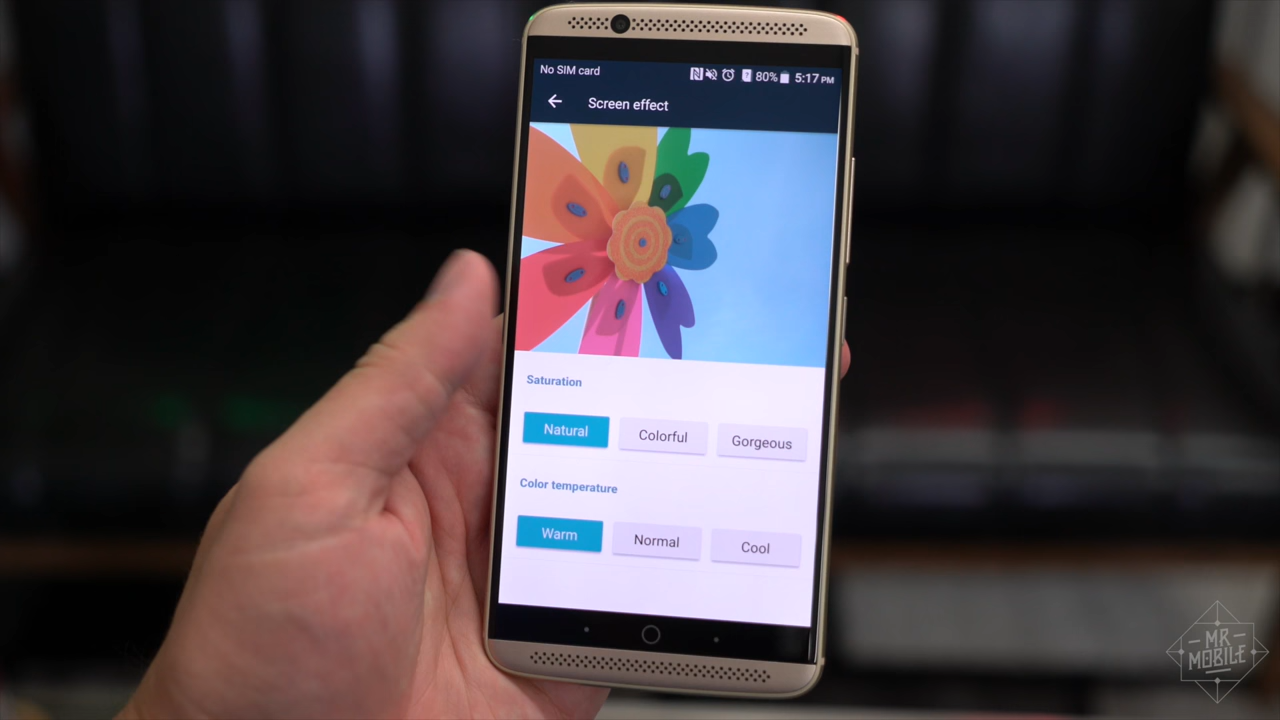 No SIM card 80% 5:17 PM
Screen effect
Saturation
Natural Colorful Gorgeous
Color temperature
Warm Normal Cool
MR
MOBILE